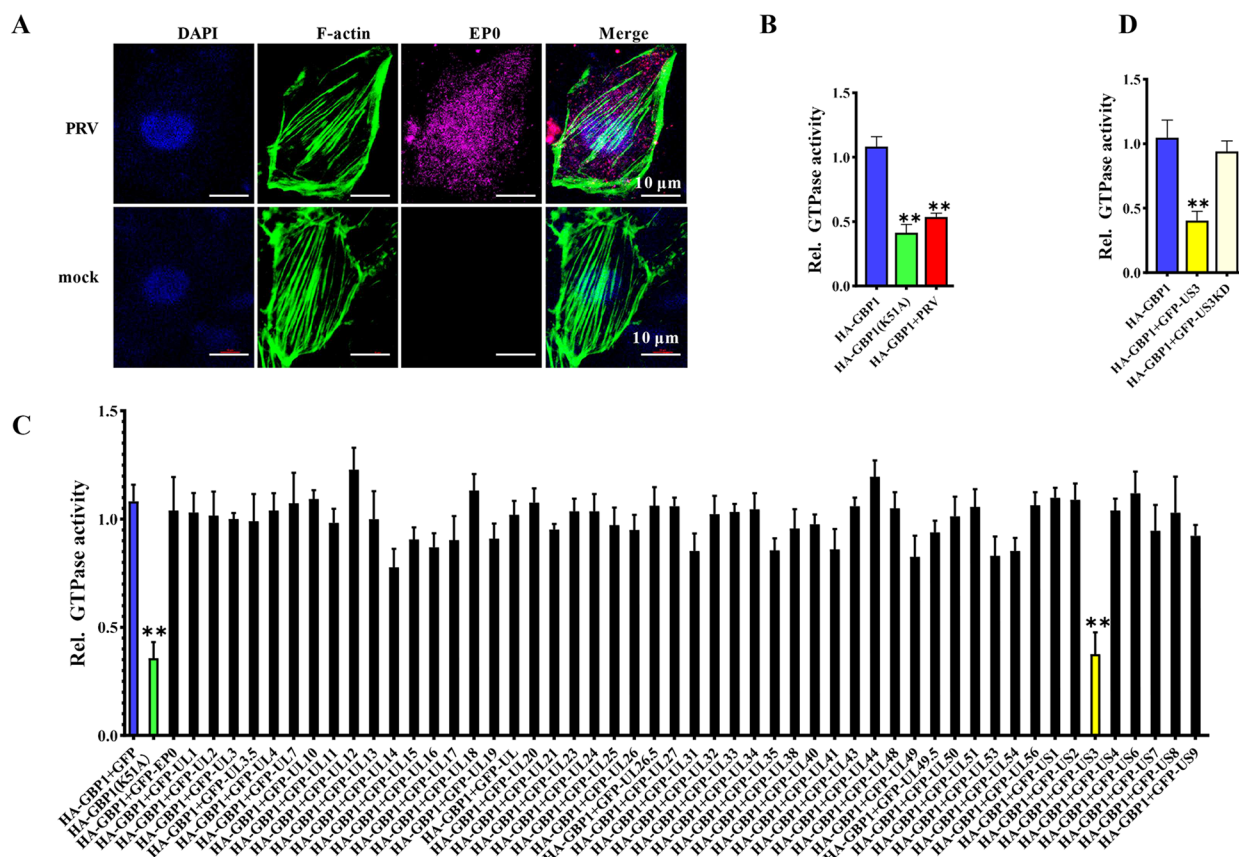 A
DAPI
F-actin
EP0
Merge
PRV
10 μm
mock
10 μm
B
Rel. GTPase activity
1.5
1.0
0.5
0.0
**
**
HA-GBP1
HA-GBP1(K51A)
HA-GBP1+PRV
D
Rel. GTPase activity
1.5
1.0
0.5
0.0
**
HA-GBP1
HA-GBP1+GFP-US3
HA-GBP1+GFP-US3KD
C
Rel. GTPase activity
1.5
1.0
0.5
0.0
**
**
HA-GBP1+GFP
HA-GBP1(K51A)
HA-GBP1+GFP-EP0
HA-GBP1+GFP-UL1
HA-GBP1+GFP-UL2
HA-GBP1+GFP-UL3
HA-GBP1+GFP-UL3.5
HA-GBP1+GFP-UL4
HA-GBP1+GFP-UL7
HA-GBP1+GFP-UL10
HA-GBP1+GFP-UL11
HA-GBP1+GFP-UL12
HA-GBP1+GFP-UL13
HA-GBP1+GFP-UL14
HA-GBP1+GFP-UL15
HA-GBP1+GFP-UL16
HA-GBP1+GFP-UL17
HA-GBP1+GFP-UL18
HA-GBP1+GFP-UL19
HA-GBP1+GFP-UL
HA-GBP1+GFP-UL20
HA-GBP1+GFP-UL21
HA-GBP1+GFP-UL23
HA-GBP1+GFP-UL24
HA-GBP1+GFP-UL25
HA-GBP1+GFP-UL26
HA-GBP1+GFP-UL26.5
HA-GBP1+GFP-UL27
HA-GBP1+GFP-UL31
HA-GBP1+GFP-UL32
HA-GBP1+GFP-UL33
HA-GBP1+GFP-UL34
HA-GBP1+GFP-UL35
HA-GBP1+GFP-UL38
HA-GBP1+GFP-UL40
HA-GBP1+GFP-UL41
HA-GBP1+GFP-UL43
HA-GBP1+GFP-UL44
HA-GBP1+GFP-UL48
HA-GBP1+GFP-UL49
HA-GBP1+GFP-UL49.5
HA-GBP1+GFP-UL50
HA-GBP1+GFP-UL51
HA-GBP1+GFP-UL53
HA-GBP1+GFP-UL54
HA-GBP1+GFP-UL56
HA-GBP1+GFP-US1
HA-GBP1+GFP-US2
HA-GBP1+GFP-US3
HA-GBP1+GFP-US4
HA-GBP1+GFP-US6
HA-GBP1+GFP-US7
HA-GBP1+GFP-US8
HA-GBP1+GFP-US9